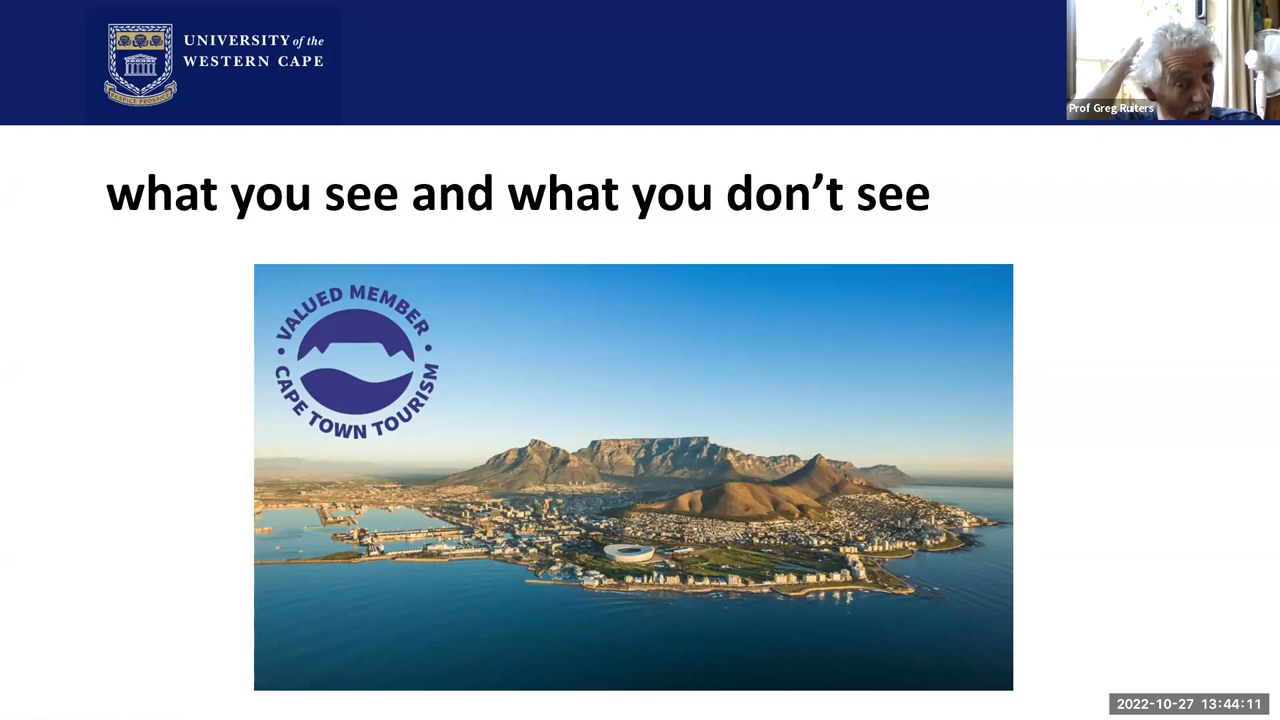 UNIVERSITY of the
WESTERN CAPE
Prof Greg Ruiters
what you see and what you don’t see
VALUED MEMBER
CAPE TOWN TOURISM
2022-10-27 13:44:11